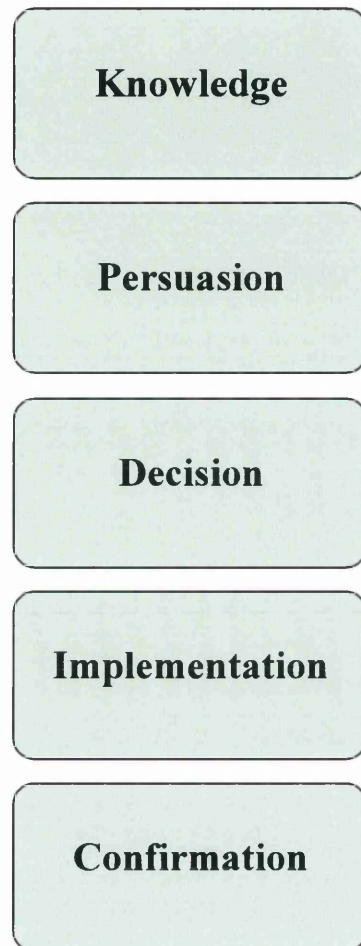 Knowledge
Persuasion
Decision
Implementation
Confirmation